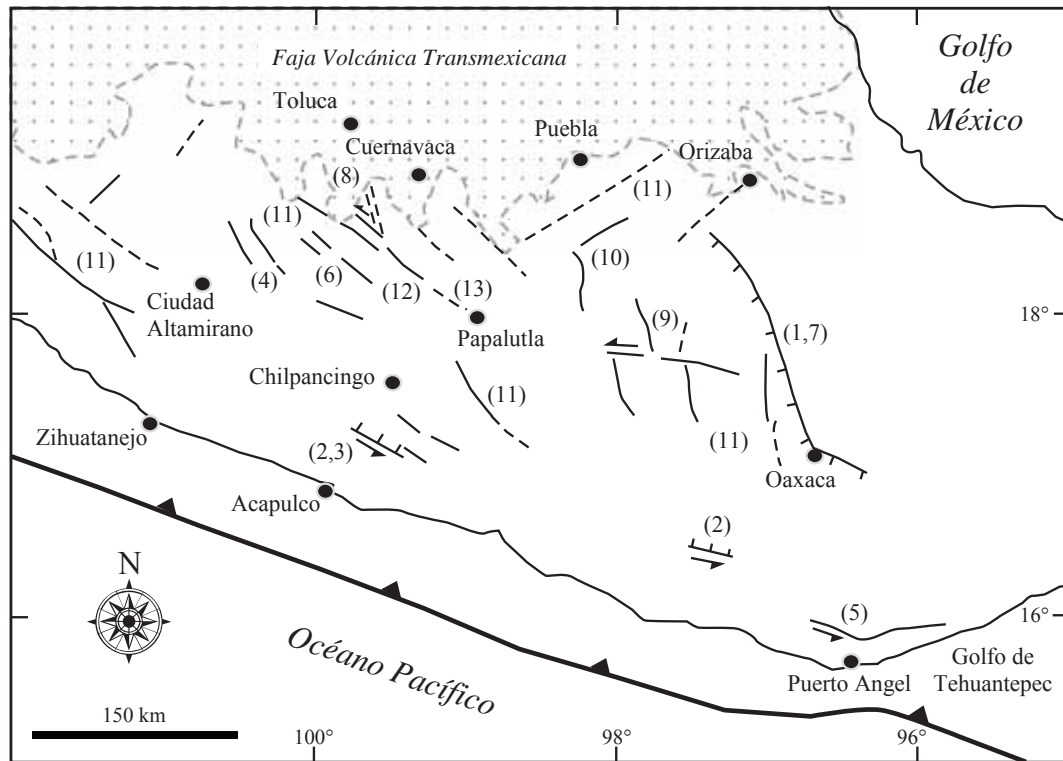 Faja Volcánica Transmexicana
Golfo
de
México
Toluca
Cuernavaca
Puebla
Orizaba
(8)
(11)
(11)
(11)
(4)
(6)
(12)
(13)
(10)
(9)
(1,7)
18°
Ciudad
Altamirano
Papalutla
Chilpancingo
(11)
(11)
Zihuatanejo
(2,3)
Oaxaca
Acapulco
(2)
N
(5)
16°
Océano Pacífico
Puerto Angel
Golfo de
Tehuantepec
150 km
100°
98°
96°